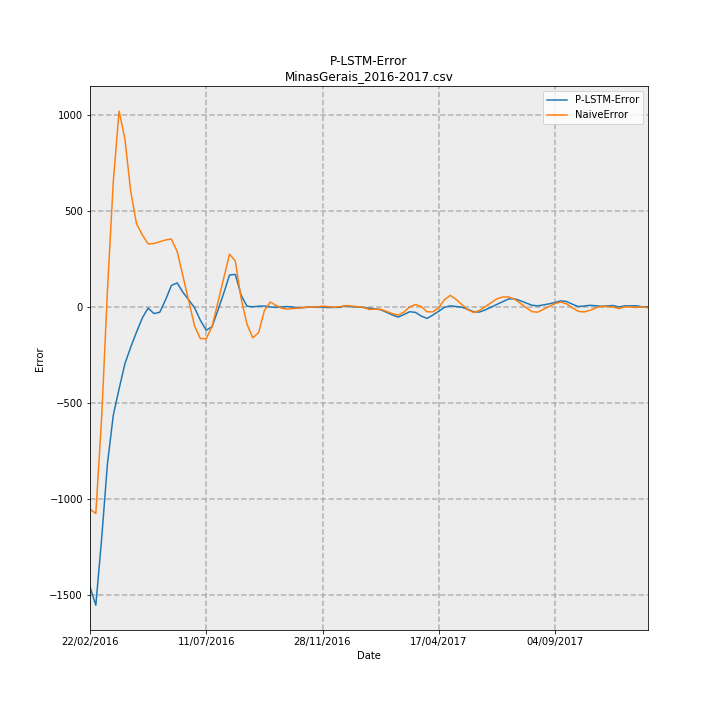 P-LSTM-Error
MinasGerais_2016-2017.csv
P-LSTM-Error
NaiveError
1000
500
0
−500
−1000
−1500
Error
22/02/2016 11/07/2016 28/11/2016 17/04/2017 04/09/2017
Date